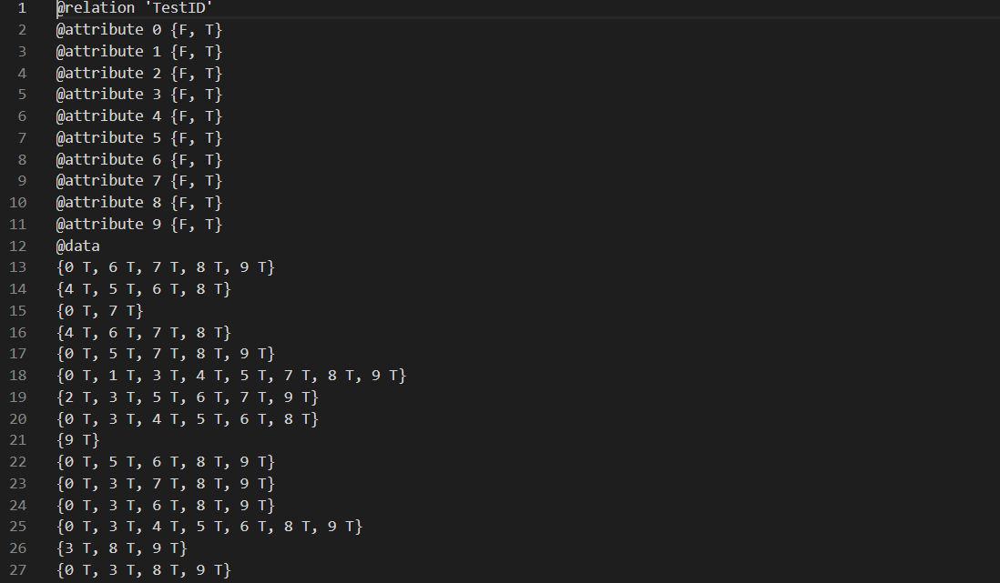 1 @relation 'TestID'
2 @attribute 0 {F, T}
3 @attribute 1 {F, T}
4 @attribute 2 {F, T}
5 @attribute 3 {F, T}
6 @attribute 4 {F, T}
7 @attribute 5 {F, T}
8 @attribute 6 {F, T}
9 @attribute 7 {F, T}
10 @attribute 8 {F, T}
11 @attribute 9 {F, T}
12 @data
13 {0 T, 6 T, 7 T, 8 T, 9 T}
14 {4 T, 5 T, 6 T, 8 T}
15 {0 T, 7 T}
16 {4 T, 6 T, 7 T, 8 T}
17 {0 T, 5 T, 7 T, 8 T, 9 T}
18 {0 T, 1 T, 3 T, 4 T, 5 T, 7 T, 8 T, 9 T}
19 {2 T, 3 T, 5 T, 6 T, 7 T, 9 T}
20 {0 T, 3 T, 4 T, 5 T, 6 T, 8 T}
21 {9 T}
22 {0 T, 5 T, 6 T, 8 T, 9 T}
23 {0 T, 3 T, 7 T, 8 T, 9 T}
24 {0 T, 3 T, 6 T, 8 T, 9 T}
25 {0 T, 3 T, 4 T, 5 T, 6 T, 8 T, 9 T}
26 {3 T, 8 T, 9 T}
27 {0 T, 3 T, 8 T, 9 T}